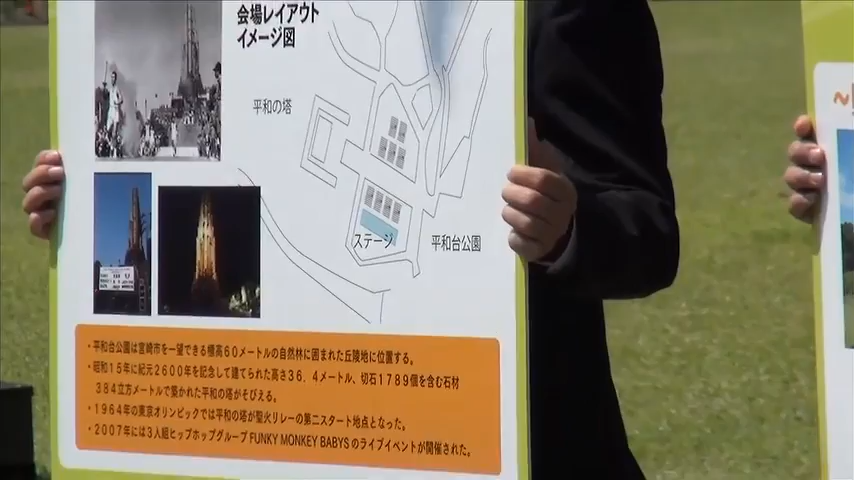 会場レイアウト
イメージ図
平和の塔
ステージ
平和台公園
・平和台公園は宮崎市を一望できる標高60メートルの自然林に囲まれた丘陵地に位置する。
・昭和15年に紀元2600年を記念して建てられた高さ36.4メートル、切石1789個を含む石材
384立方メートルで築かれた平和の塔がそびえる。
・1964年の東京オリンピックでは平和の塔が聖火リレーの第二スタート地点となった。
・2007年には3人組ヒップホップグループFUNKY MONKEY BABYSのライブイベントが開催された。